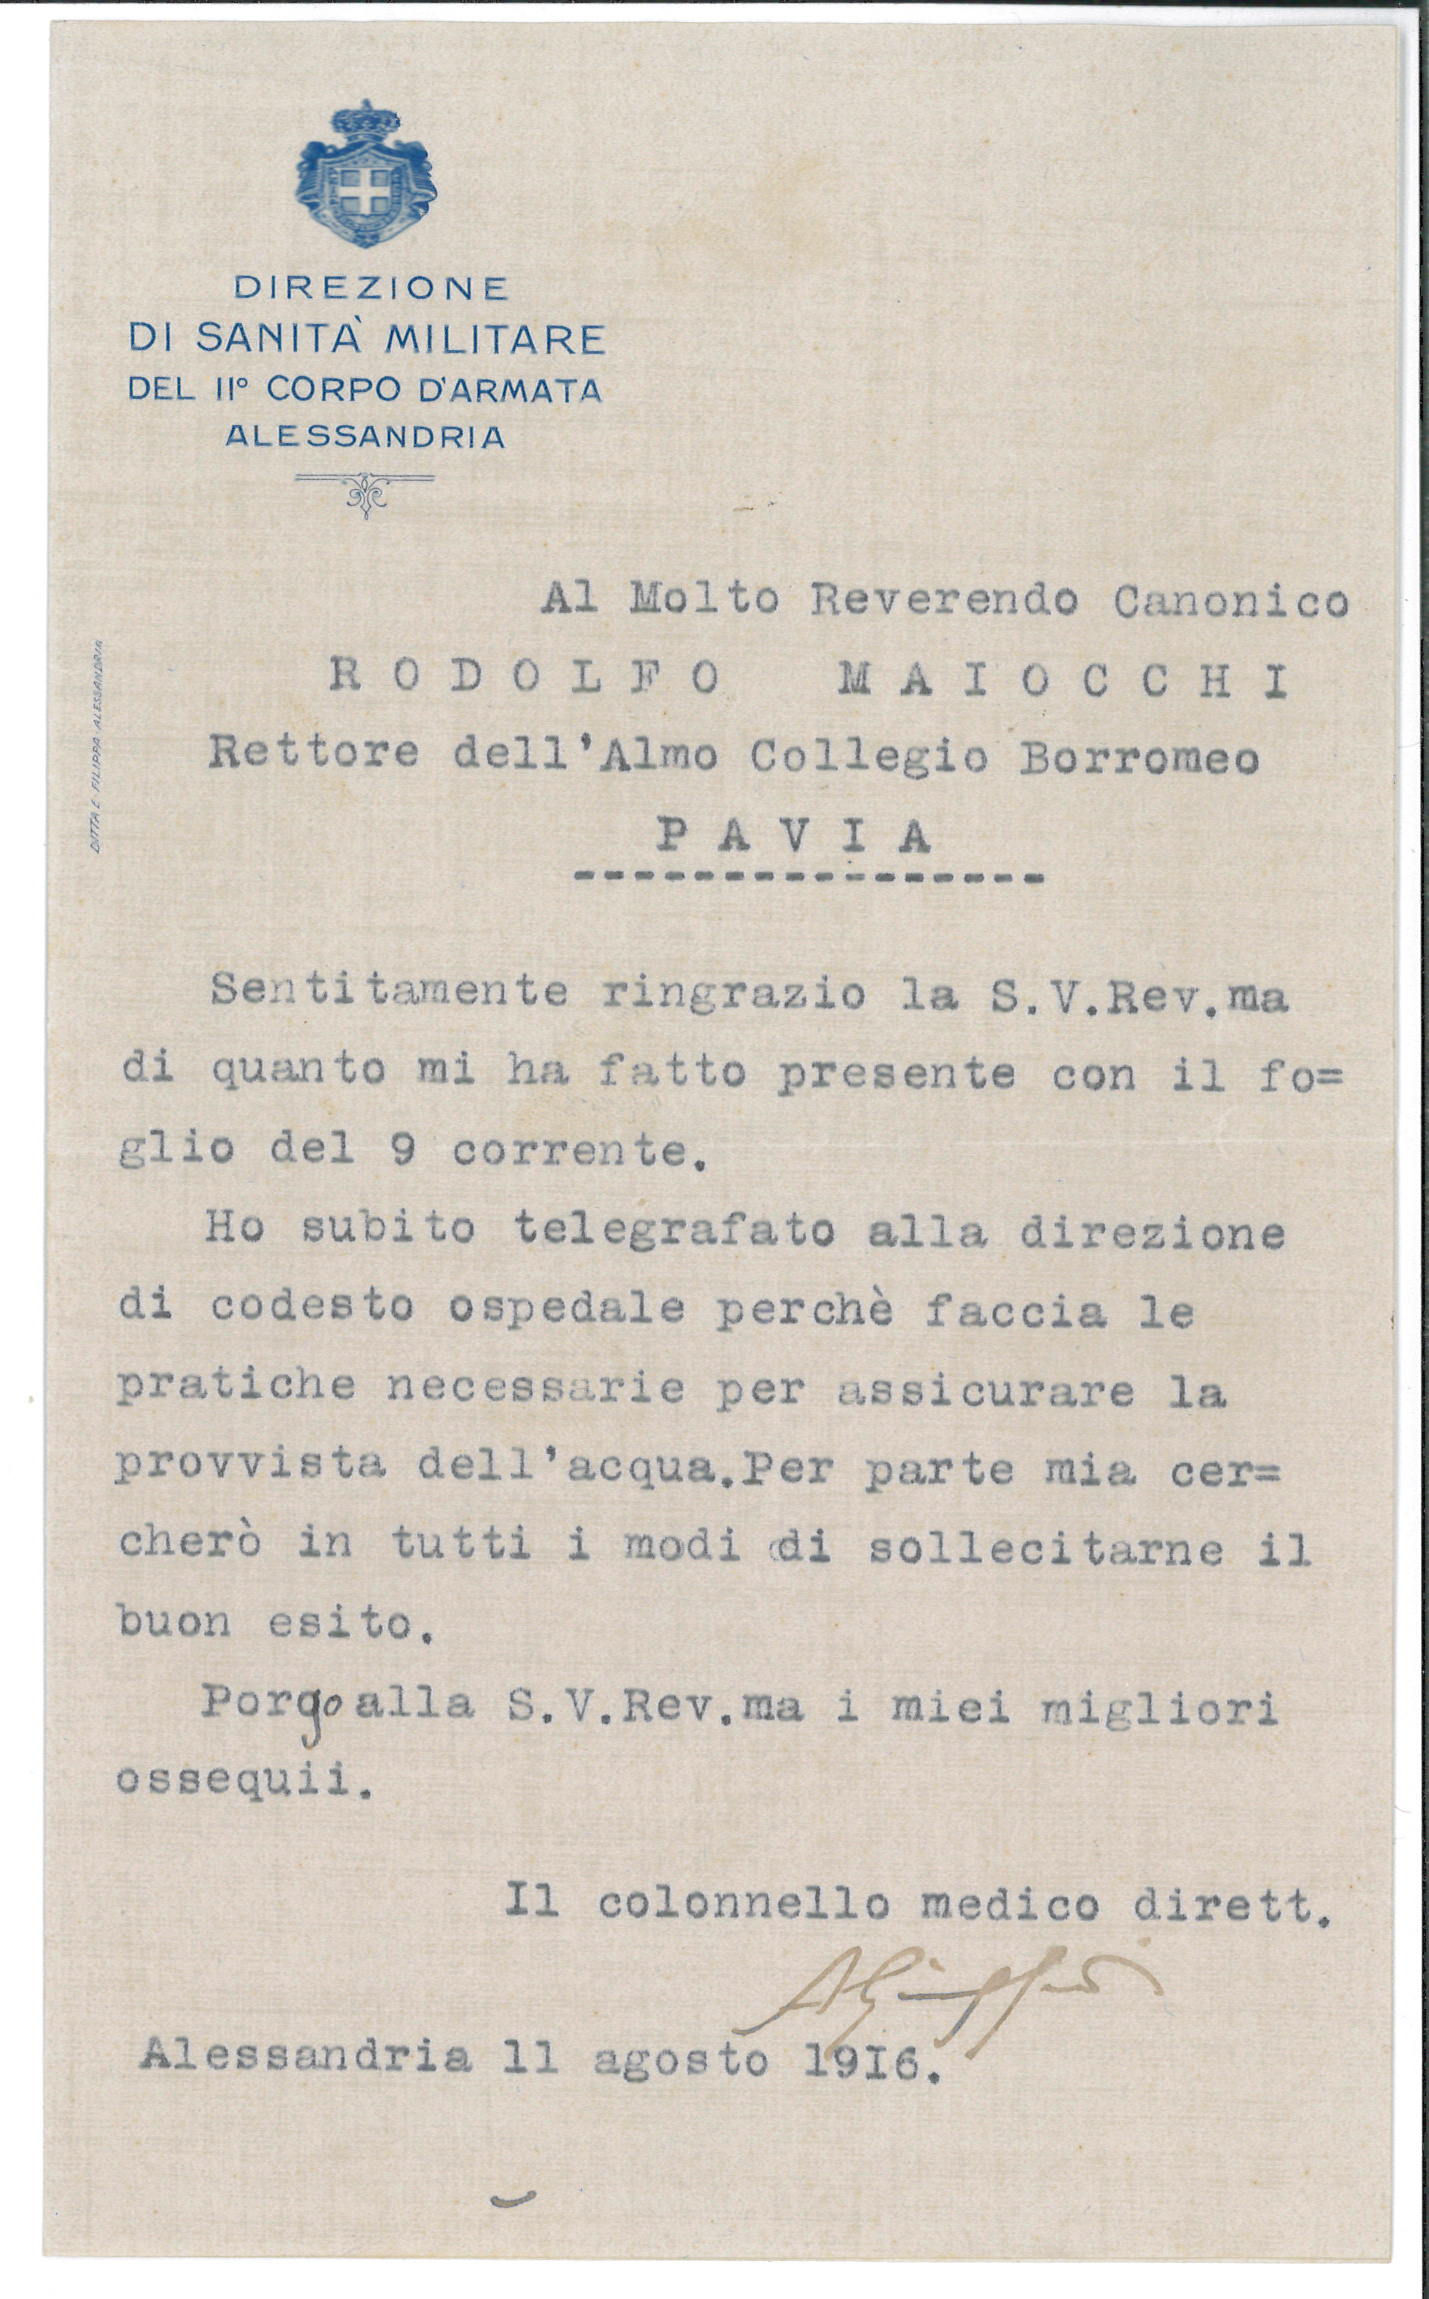 DIREZIONE
DI SANITÀ MILITARE
DEL II° CORPO D'ARMATA
ALESSANDRIA
DITTA E. FILIPPA - ALESSANDRIA
Al Molto Reverendo Canonico
R O D O L F O   M A I O C C H I
Rettore dell'Almo Collegio Borromeo
P A V I A
----------------
Sentitamente ringrazio la S.V.Rev.ma
di quanto mi ha fatto presente con il fo=
glio del 9 corrente.
Ho subito telegrafato alla direzione
di codesto ospedale perchè faccia le
pratiche necessarie per assicurare la
provvista dell'acqua.Per parte mia cer=
cherò in tutti i modi di sollecitarne il
buon esito.
Porgo alla S.V.Rev.ma i miei migliori
ossequii.
Il colonnello medico dirett.
Alessandria 11 agosto 19I6.